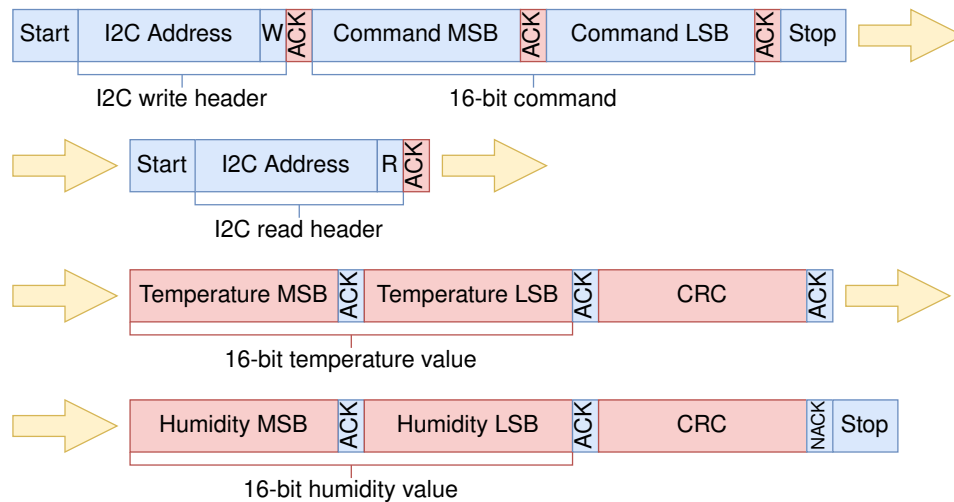 Start I2C Address W ACK Command MSB ACK Command LSB ACK Stop
I2C write header 16-bit command
Start I2C Address R ACK
I2C read header
Temperature MSB ACK Temperature LSB ACK CRC ACK
16-bit temperature value
Humidity MSB ACK Humidity LSB ACK CRC NACK Stop
16-bit humidity value